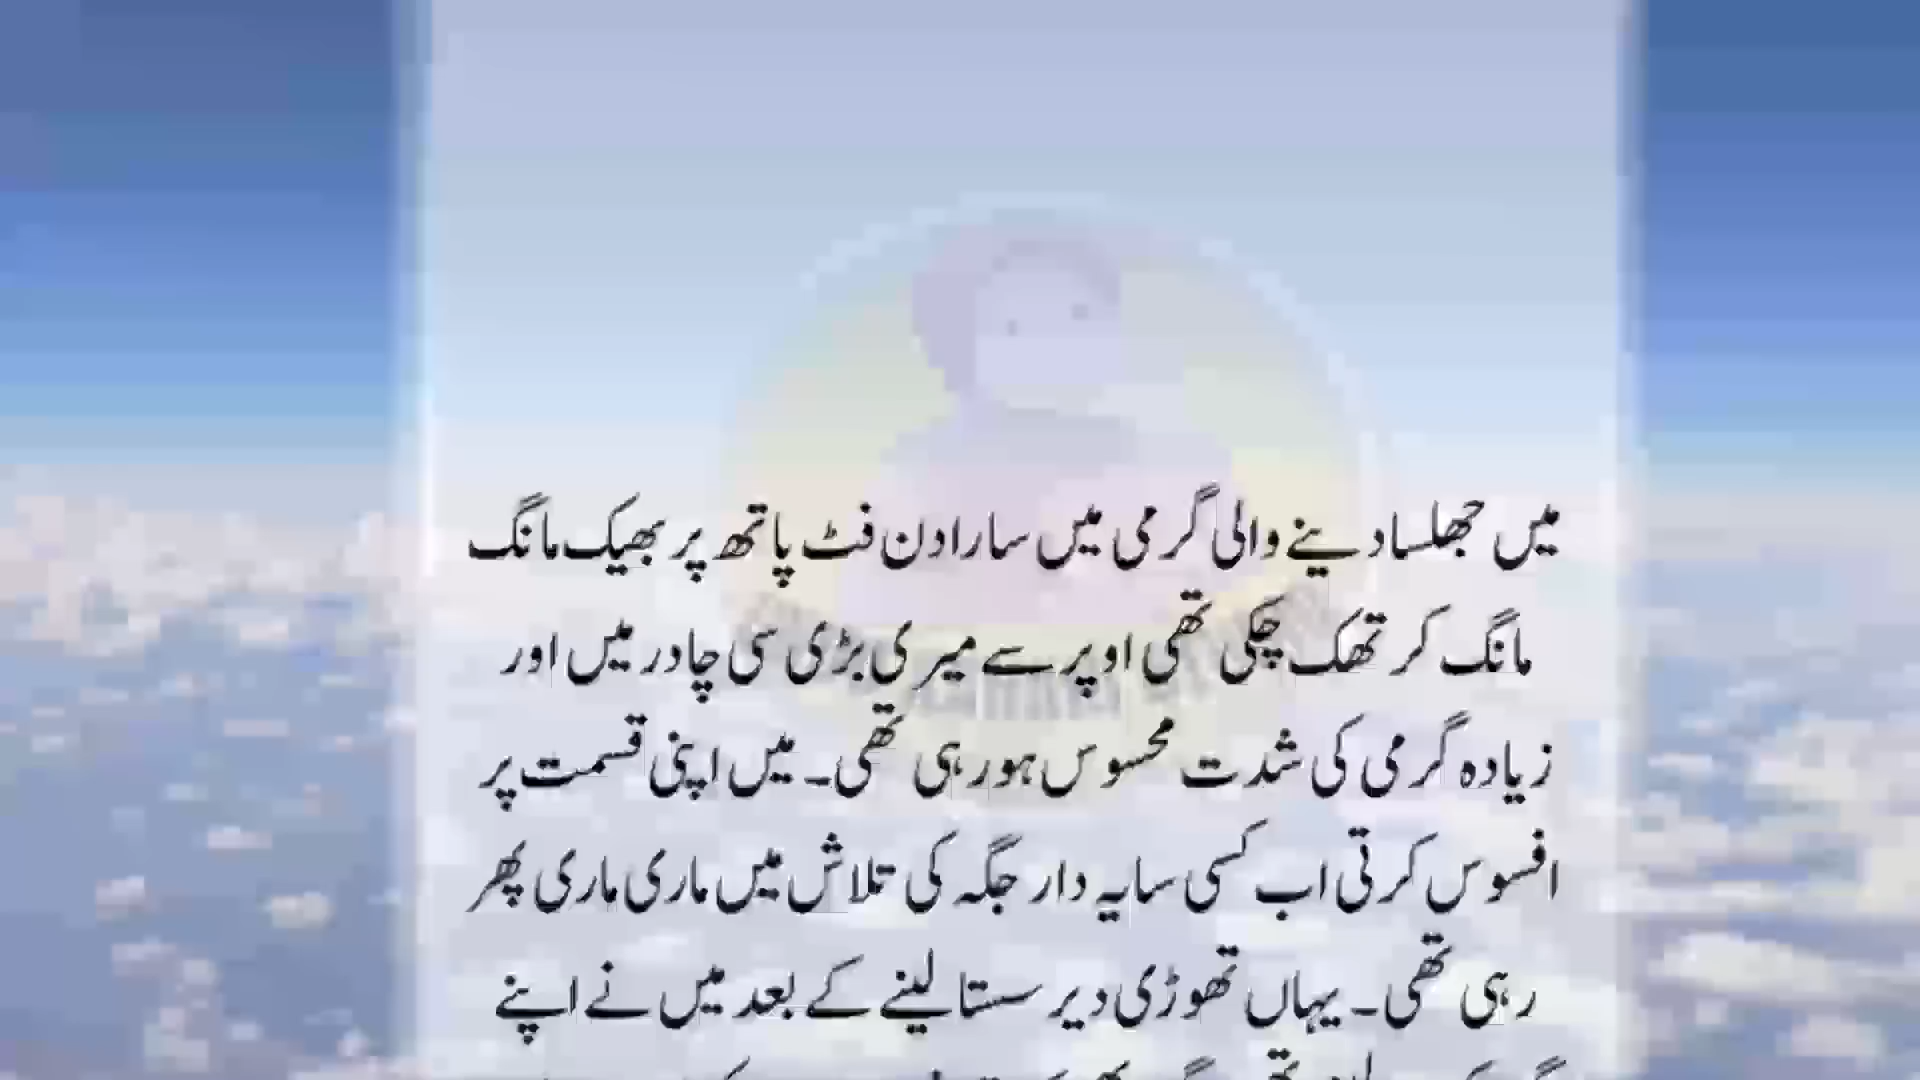 میں جھلسا دینے والی گرمی میں سارا دن فٹ پاتھ پر بھیک مانگ
مانگ کر تھک چکی تھی اوپر سے میری بڑی سی چادر میں اور
زیادہ گرمی کی شدت محسوس ہو رہی تھی۔ میں اپنی قسمت پر
افسوس کرتی اب کسی سایہ دار جگہ کی تلاش میں ماری ماری پھر
رہی تھی۔ یہاں تھوڑی دیر سستا لینے کے بعد میں نے اپنے